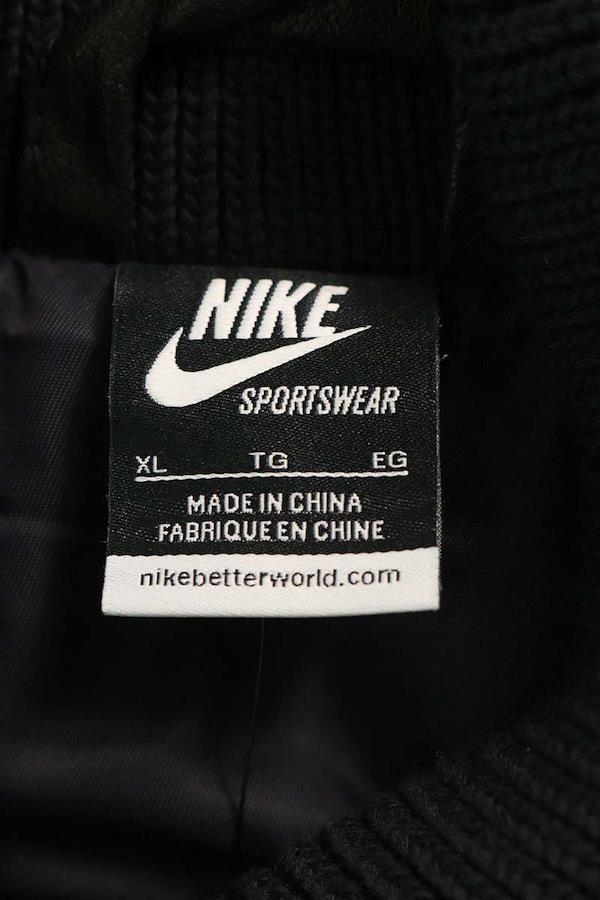 NIKE
SPORTSWEAR
XL TG EG
MADE IN CHINA
FABRIQUE EN CHINE
nikebetterworld.com